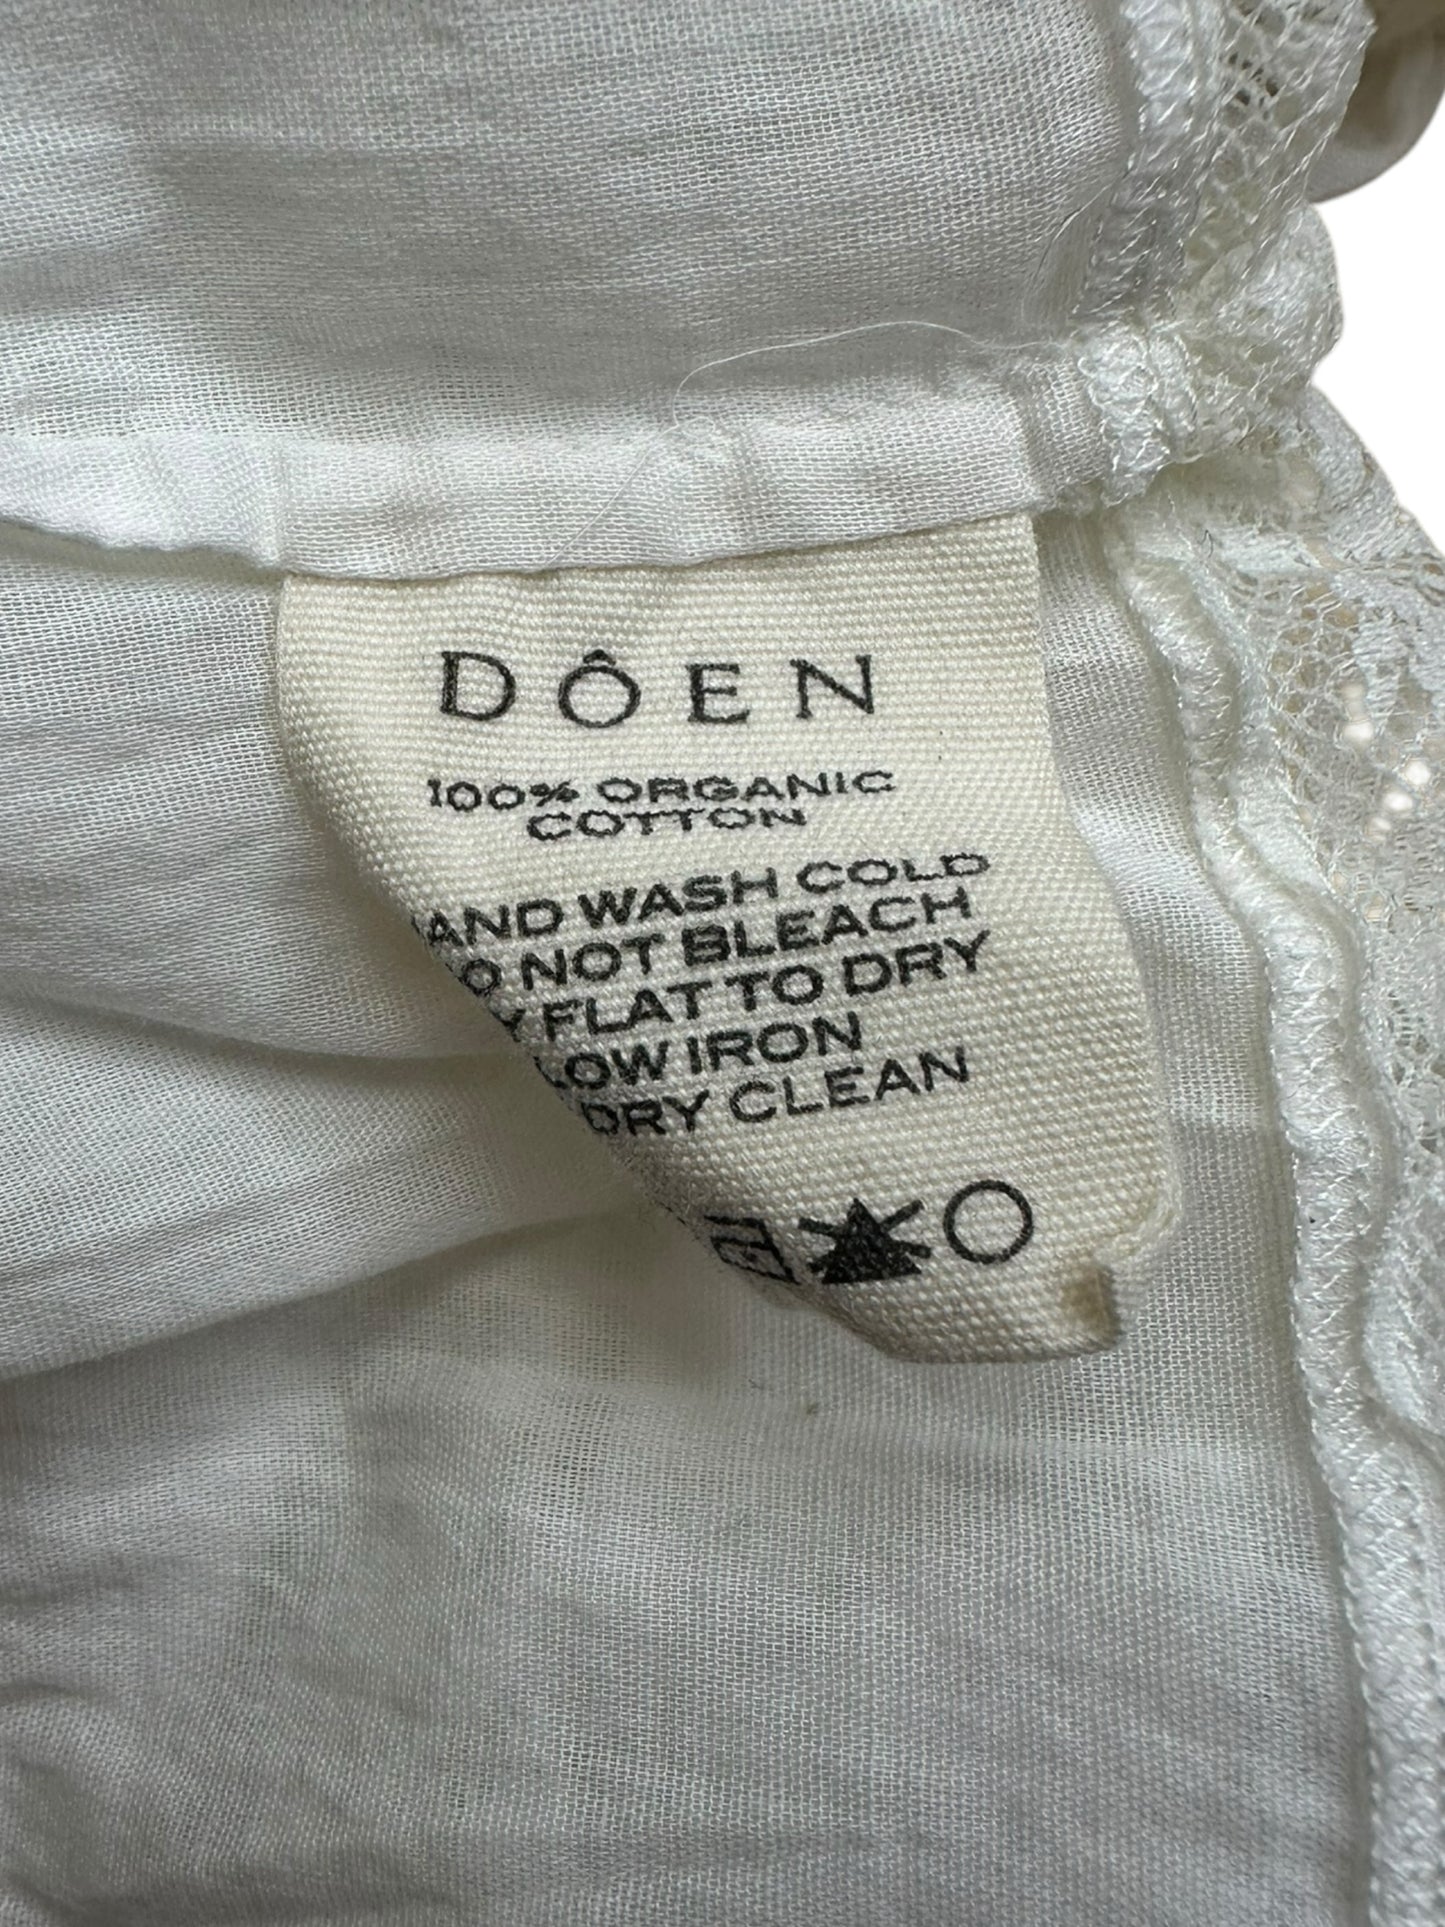 DÔEN
100% ORGANIC
COTTON
AND WASH COLD
O NOT BLEACH
Y FLAT TO DRY
LOW IRON
DRY CLEAN